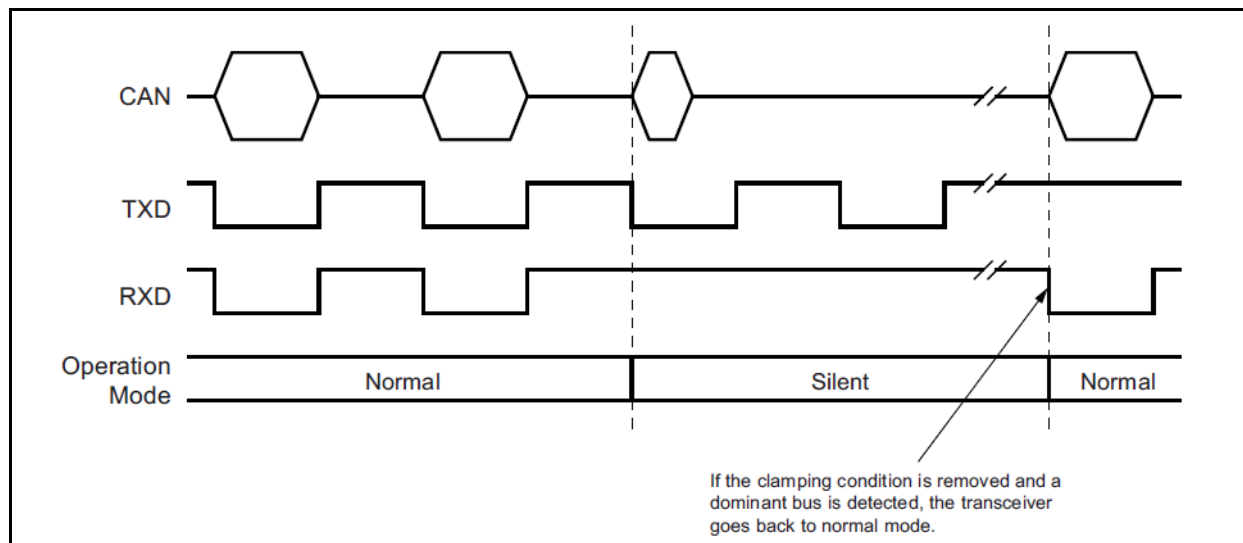 CAN
TXD
RXD
Operation
Mode
Normal
Silent
Normal
If the clamping condition is removed and a
dominant bus is detected, the transceiver
goes back to normal mode.